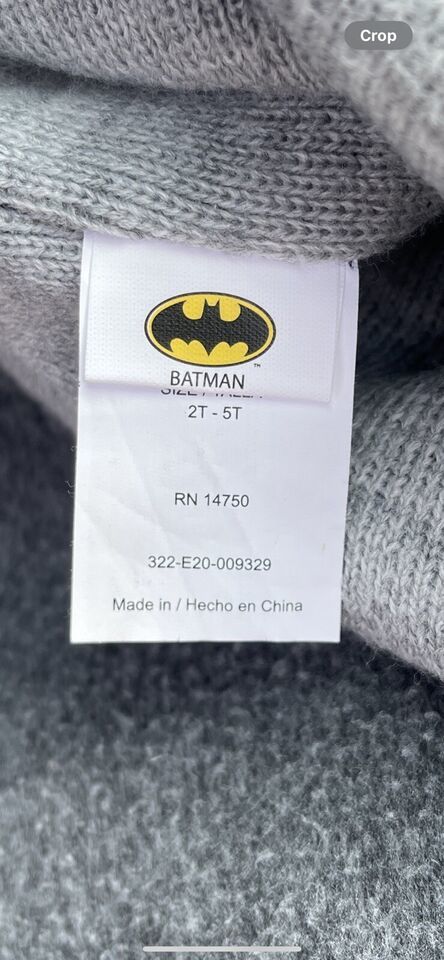 Crop
BATMAN
2T - 5T
RN 14750
322-E20-009329
Made in / Hecho en China